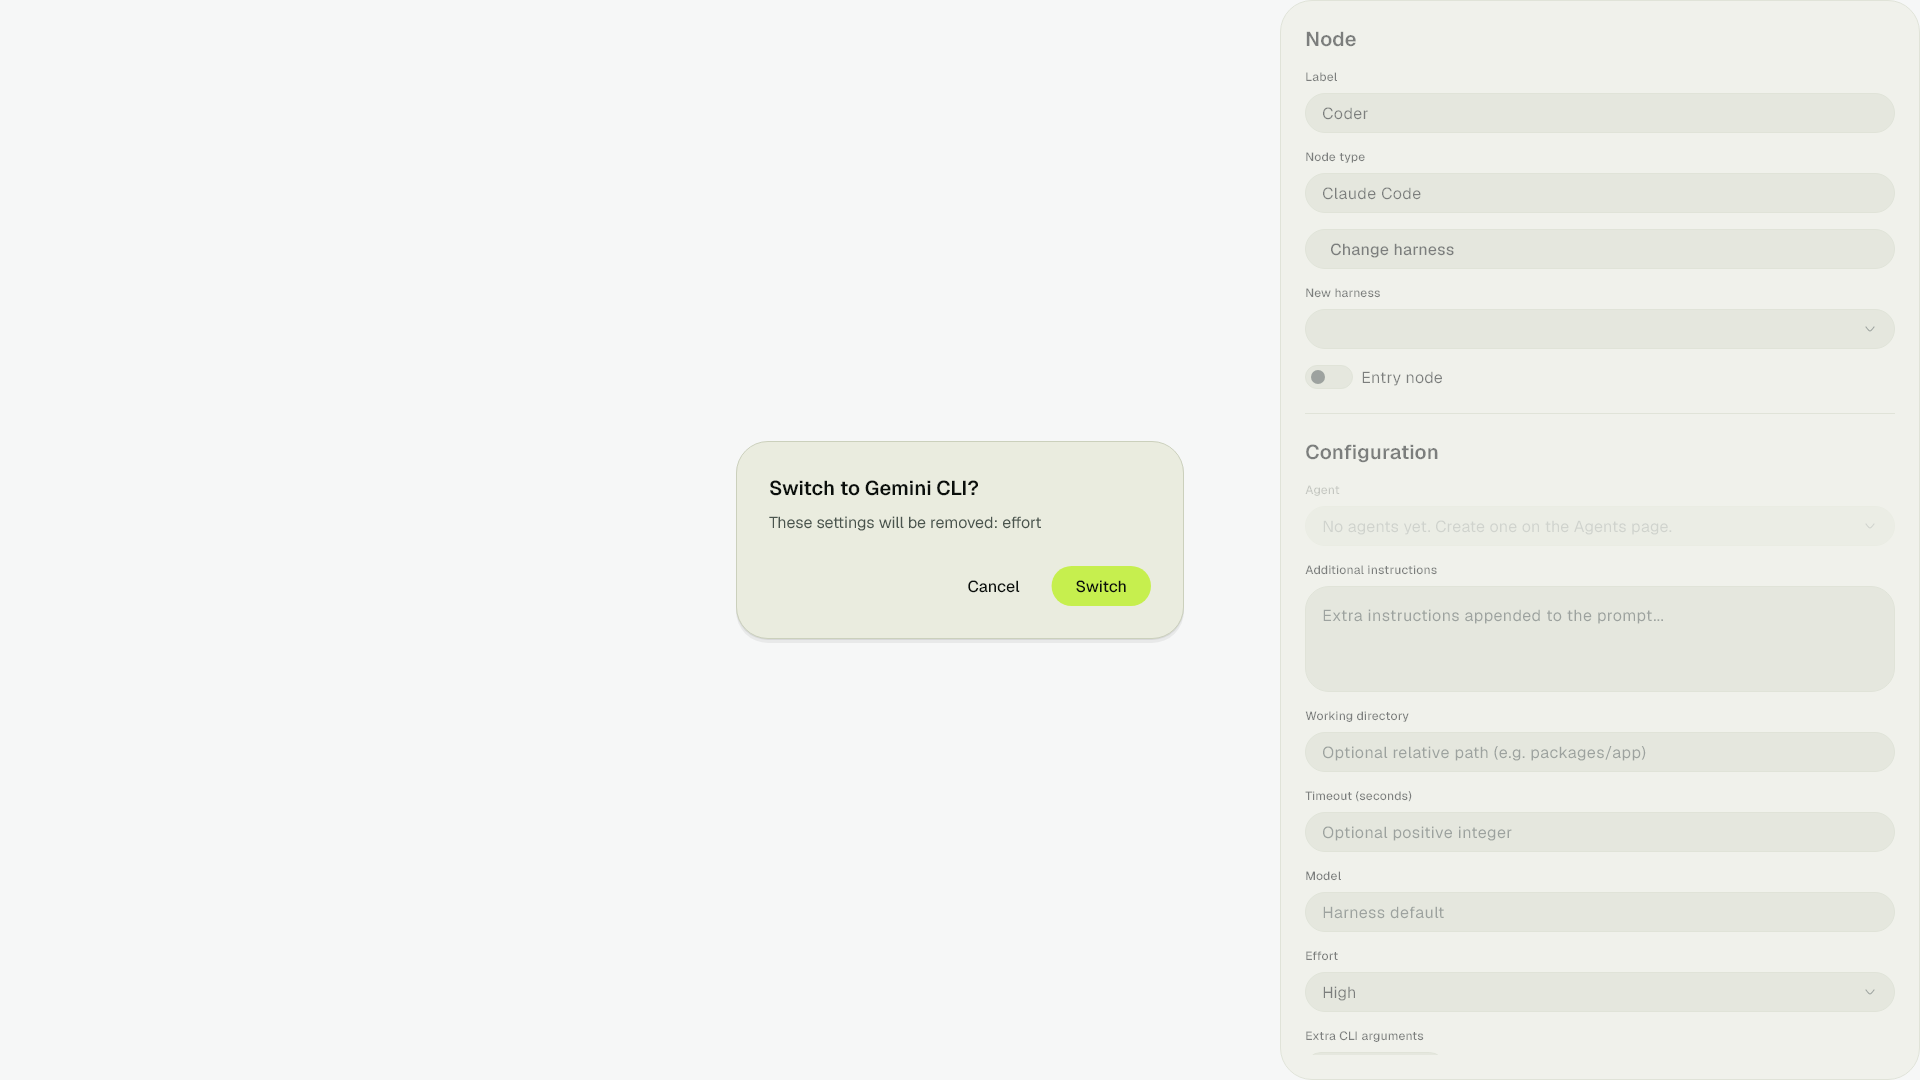 Node
Label
Coder
Node type
Claude Code
Change harness
New harness
Entry node
Configuration
Agent
No agents yet. Create one on the Agents page.
Additional instructions
Extra instructions appended to the prompt...
Working directory
Optional relative path (e.g. packages/app)
Timeout (seconds)
Optional positive integer
Model
Harness default
Effort
High
Extra CLI arguments
Switch to Gemini CLI?
These settings will be removed: effort
Cancel
Switch